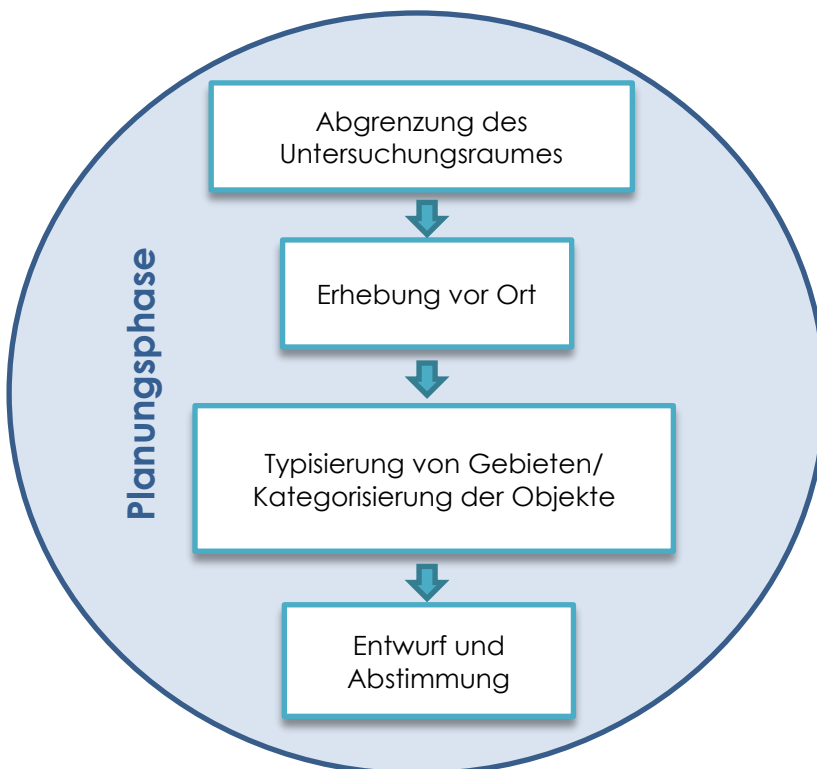 Planungsphase
Abgrenzung des
Untersuchungsraumes
Erhebung vor Ort
Typisierung von Gebieten/
Kategorisierung der Objekte
Entwurf und
Abstimmung